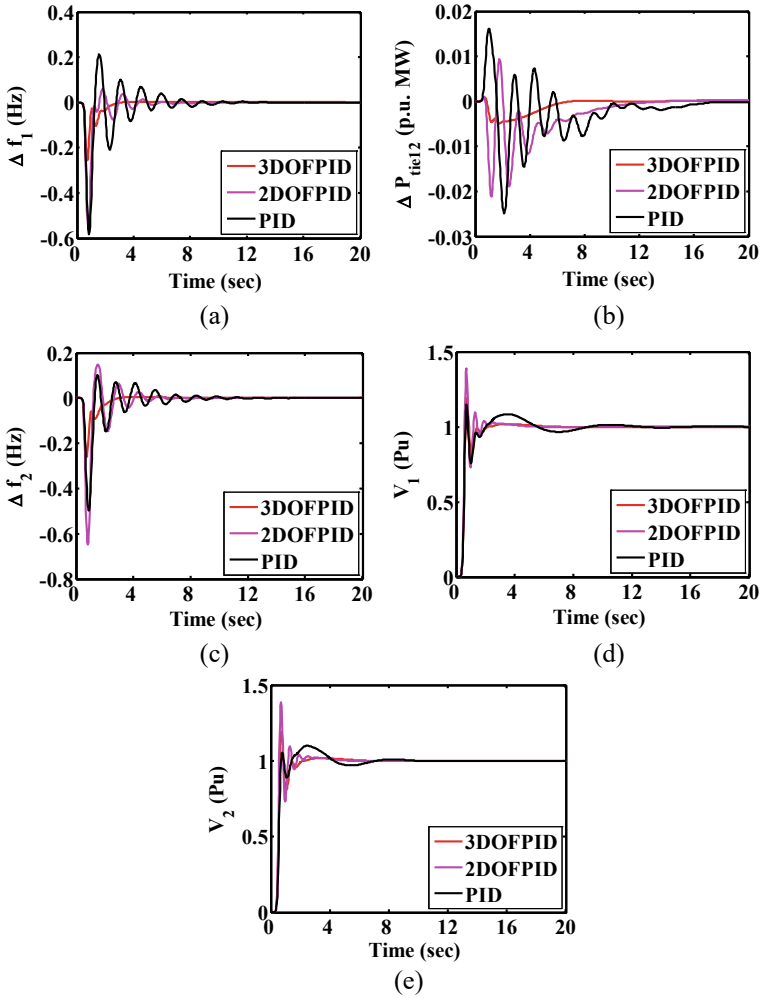 0.4
0.2
0
-0.2
-0.4
-0.6
Δ f1 (Hz)
3DOFPID
2DOFPID
PID
0 4 8 12 16 20
Time (sec)
(a)
0.02
0.01
0
-0.01
-0.02
-0.03
Δ Ptie12 (p.u. MW)
3DOFPID
2DOFPID
PID
0 4 8 12 16 20
Time (sec)
(b)
0.2
0
-0.2
-0.4
-0.6
-0.8
Δ f2 (Hz)
3DOFPID
2DOFPID
PID
0 4 8 12 16 20
Time (sec)
(c)
1.5
1
0.5
0
V1 (Pu)
3DOFPID
2DOFPID
PID
0 4 8 12 16 20
Time (sec)
(d)
1.5
1
0.5
0
V2 (Pu)
3DOFPID
2DOFPID
PID
0 4 8 12 16 20
Time (sec)
(e)